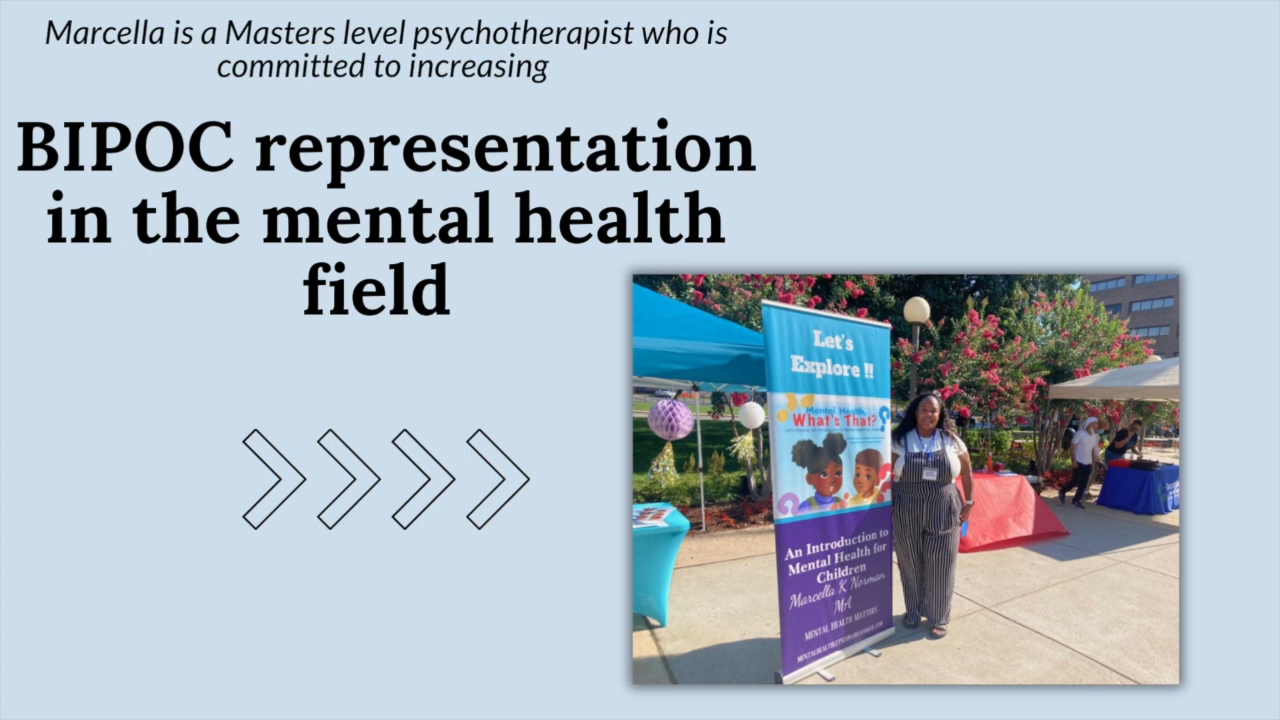 Marcella is a Masters level psychotherapist who is
committed to increasing
BIPOC representation
in the mental health
field
Let's
Explore !!
Mental Health,
What's That?
An Introduction to
Mental Health for
Children
Marcella K Norman,
MA
MENTAL HEALTH MATTERS